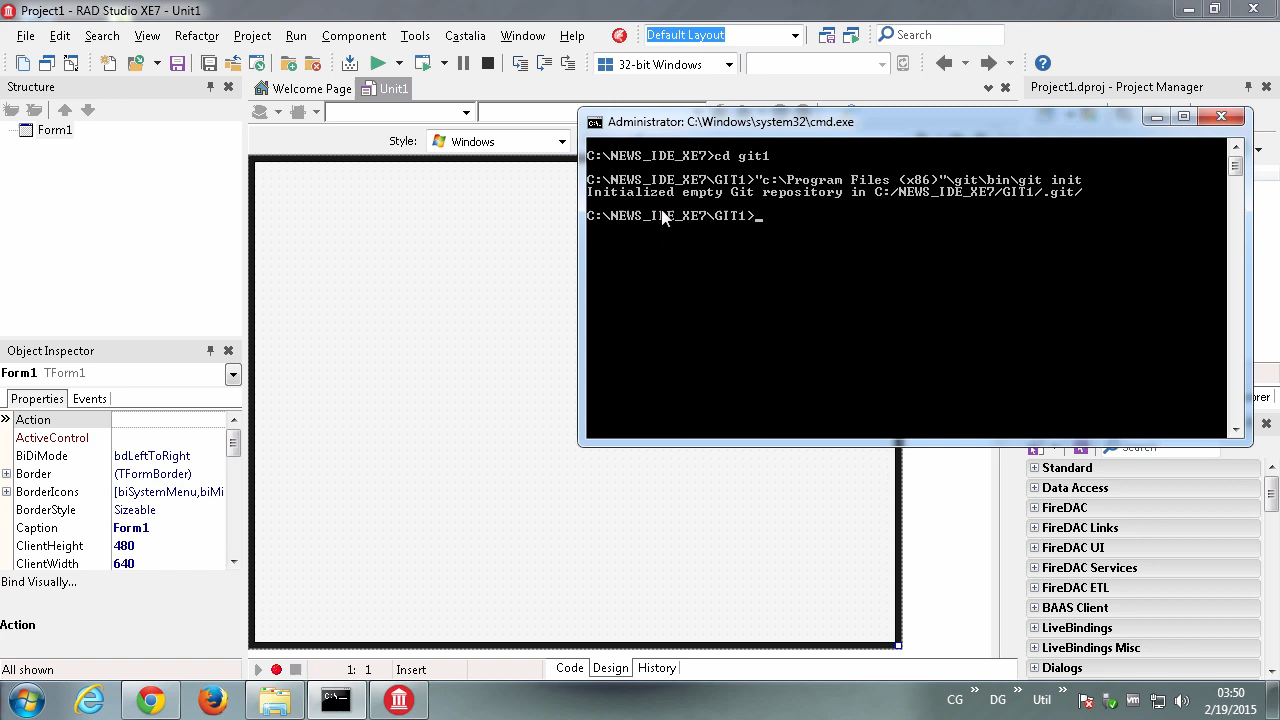 Project1 - RAD Studio XE7 - Unit1
File Edit Search View Refactor Project Run Component Tools Castalia Window Help
Default Layout
Search
32-bit Windows
Structure
Welcome Page
Unit1
Project1.dproj - Project Manager
Form1
Style:
Windows
Administrator: C:\Windows\system32\cmd.exe
C:\NEWS_IDE_XE7>cd git1
C:\NEWS_IDE_XE7\GIT1>"c:\Program Files (x86)"\git\bin\git init
Initialized empty Git repository in C:/NEWS_IDE_XE7/GIT1/.git/
C:\NEWS_IDE_XE7\GIT1>_
Object Inspector
Form1 TForm1
Properties Events
Action
ActiveControl
BiDiMode bdLeftToRight
Border (TFormBorder)
BorderIcons [biSystemMenu,biMi
BorderStyle Sizeable
Caption Form1
ClientHeight 480
ClientWidth 640
Bind Visually...
Action
All shown
1: 1
Insert
Code Design History
Standard
Data Access
FireDAC
FireDAC Links
FireDAC UI
FireDAC Services
FireDAC ETL
BAAS Client
LiveBindings
LiveBindings Misc
Dialogs
CG DG Util
03:50
2/19/2015